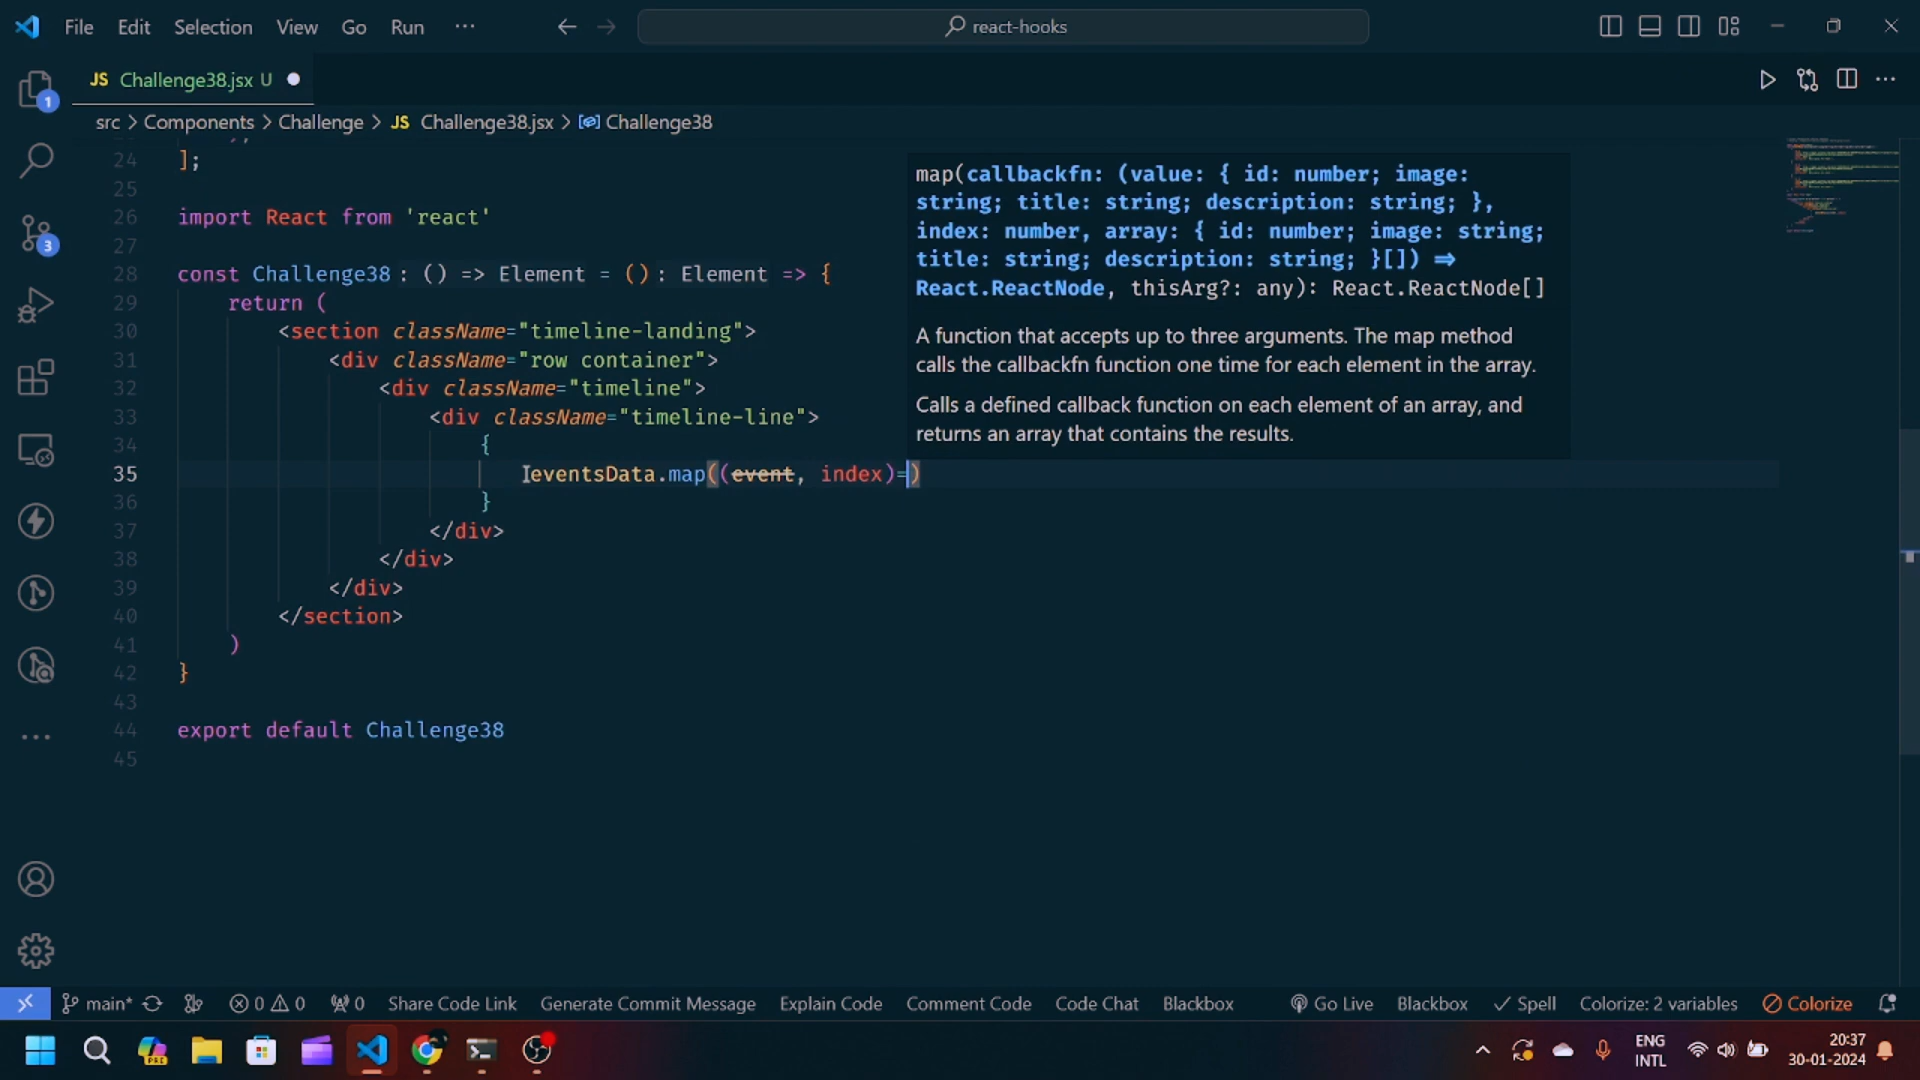 File Edit Selection View Go Run ··· react-hooks
JS Challenge38.jsx U
src > Components > Challenge > JS Challenge38.jsx > Challenge38
24 ];
25
26 import React from 'react'
27
28 const Challenge38: () => Element = (): Element => {
29 return (
30 <section className="timeline-landing">
31 <div className="row container">
32 <div className="timeline">
33 <div className="timeline-line">
34 {
35 eventsData.map((event, index)=)
36 }
37 </div>
38 </div>
39 </div>
40 </section>
41 )
42 }
43
44 export default Challenge38
45
map(callbackfn: (value: { id: number; image:
string; title: string; description: string; },
index: number, array: { id: number; image: string;
title: string; description: string; }[]) =>
React.ReactNode, thisArg?: any): React.ReactNode[]
A function that accepts up to three arguments. The map method
calls the callbackfn function one time for each element in the array.
Calls a defined callback function on each element of an array, and
returns an array that contains the results.
1
3
main* 0 0 0 Share Code Link Generate Commit Message Explain Code Comment Code Code Chat Blackbox Go Live Blackbox Spell Colorize: 2 variables Colorize
PRE
ENG
INTL
20:37
30-01-2024